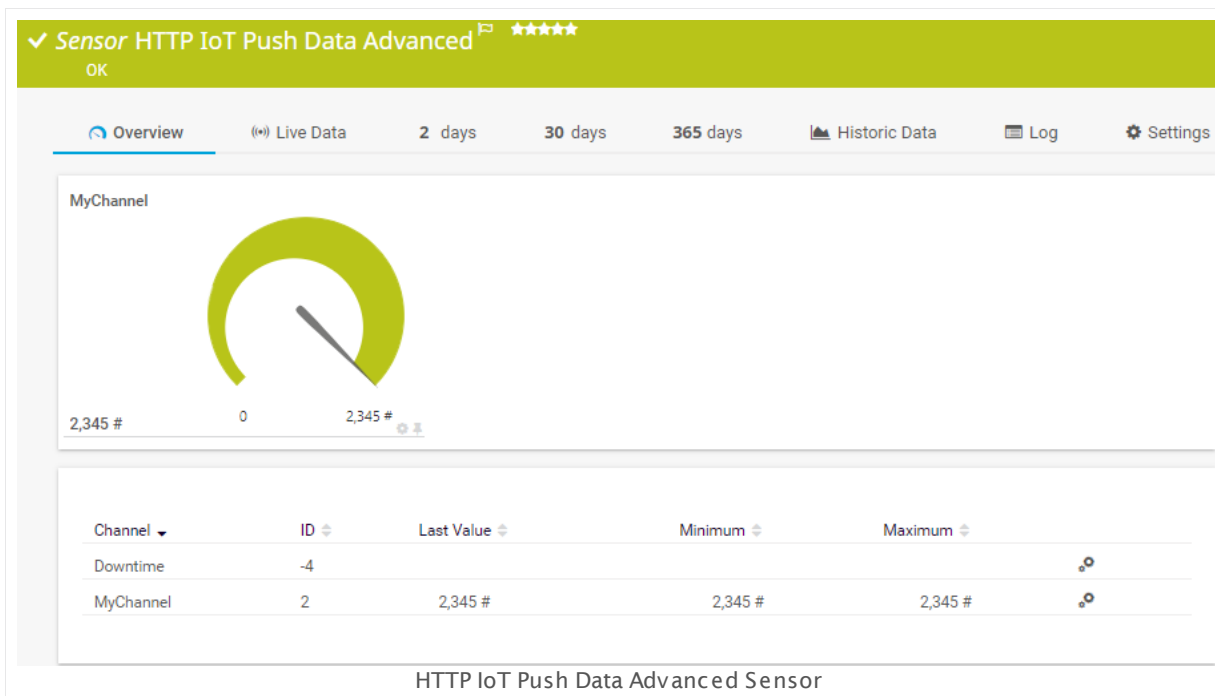 Sensor HTTP IoT Push Data Advanced
OK
Overview Live Data 2 days 30 days 365 days Historic Data Log Settings
MyChannel
0 2,345 #
2,345 #
Channel ID Last Value Minimum Maximum
Downtime -4
MyChannel 2 2,345 # 2,345 # 2,345 #
HTTP IoT Push Data Advanced Sensor